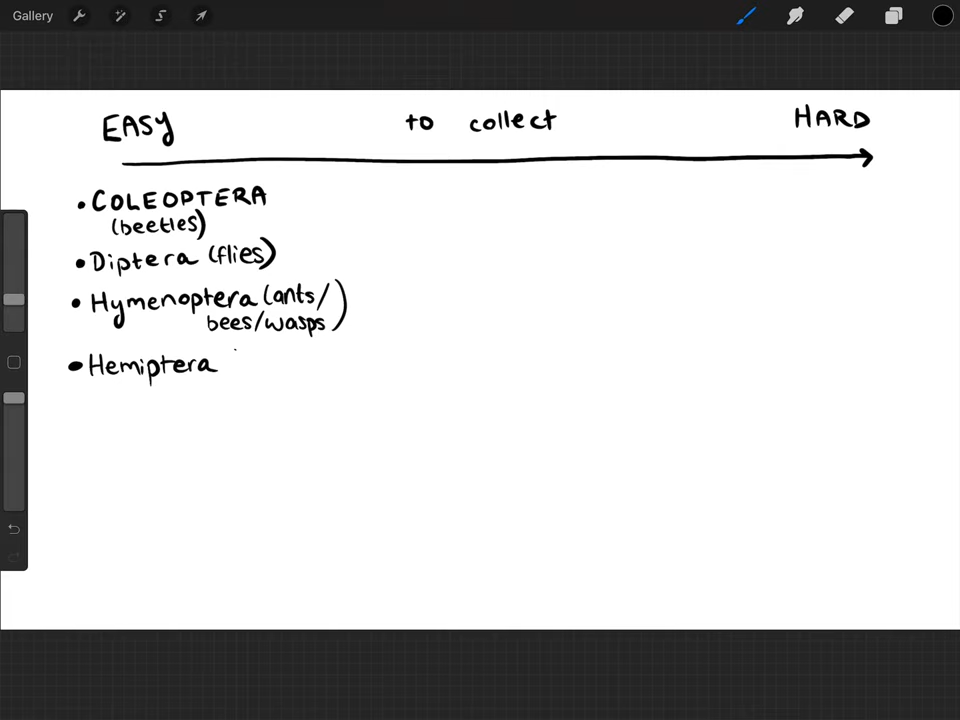 Gallery
EASY to collect HARD
• COLEOPTERA
(beetles)
• Diptera (flies)
• Hymenoptera (ants/
bees/wasps)
• Hemiptera